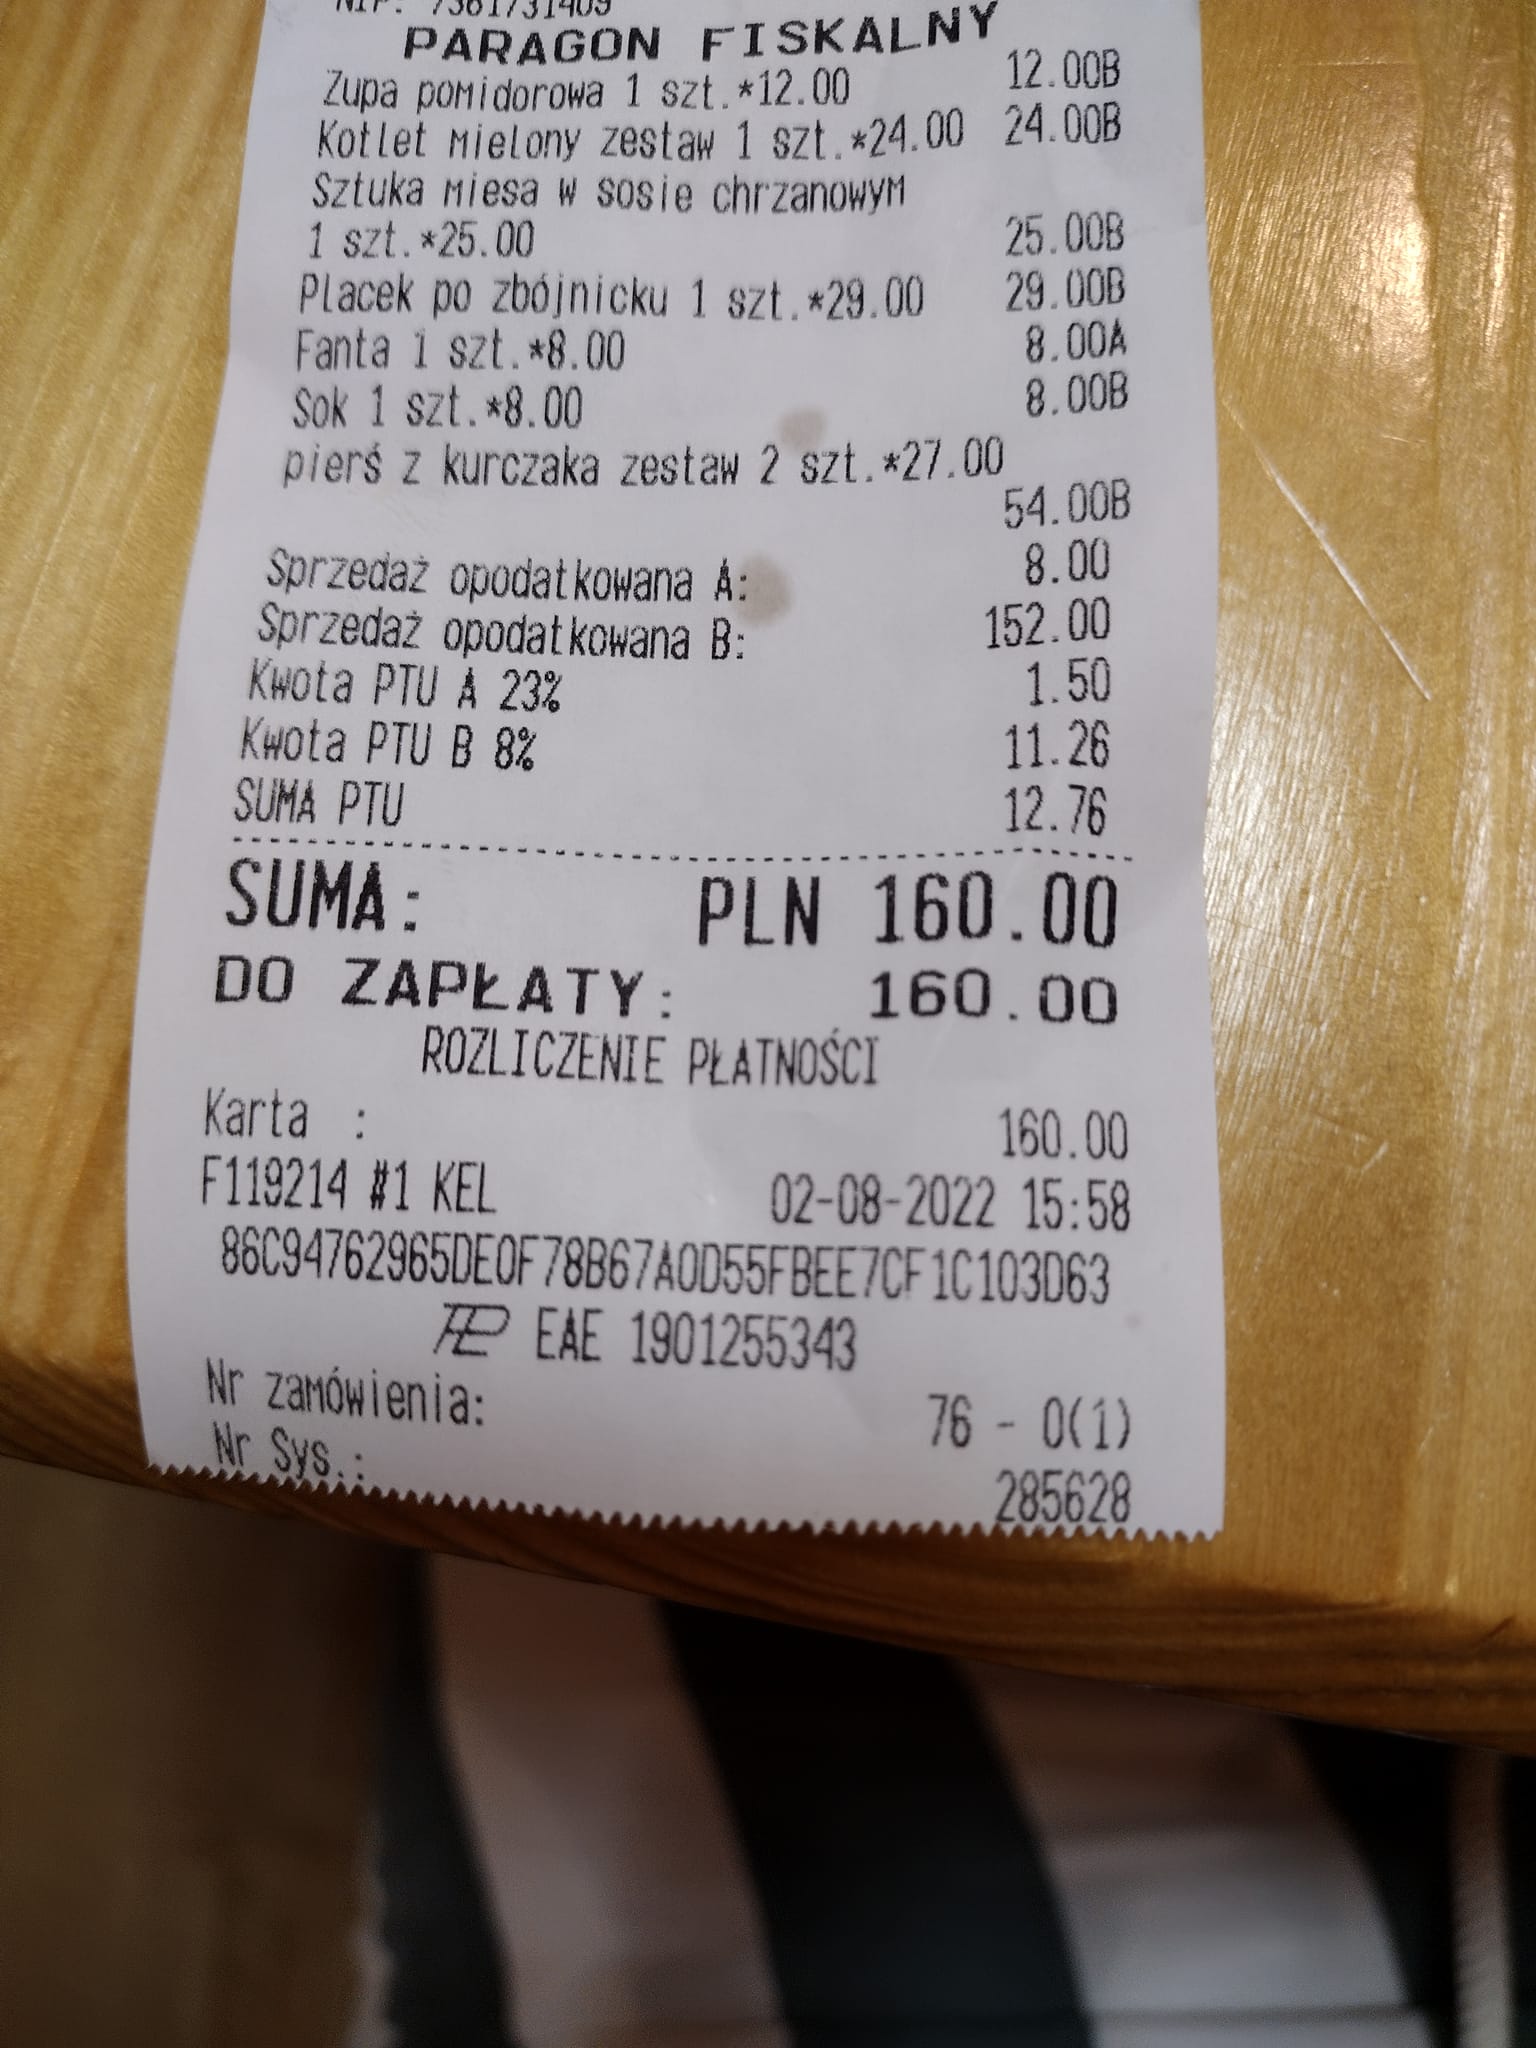 NIP: 7361731409
PARAGON FISKALNY
Zupa pomidorowa 1 szt.*12.00 12.00B
Kotlet mielony zestaw 1 szt.*24.00 24.00B
Sztuka miesa w sosie chrzanowym
1 szt.*25.00 25.00B
Placek po zbójnicku 1 szt.*29.00 29.00B
Fanta 1 szt.*8.00 8.00A
Sok 1 szt.*8.00 8.00B
pierś z kurczaka zestaw 2 szt.*27.00
54.00B
Sprzedaż opodatkowana A: 8.00
Sprzedaż opodatkowana B: 152.00
Kwota PTU A 23% 1.50
Kwota PTU B 8% 11.26
SUMA PTU 12.76
SUMA: PLN 160.00
DO ZAPŁATY: 160.00
ROZLICZENIE PŁATNOŚCI
Karta : 160.00
F119214 #1 KEL 02-08-2022 15:58
86C94762965DE0F78B67A0D55FBEE7CF1C103D63
EAE 1901255343
Nr zamówienia: 76 - 0(1)
Nr Sys.: 285628